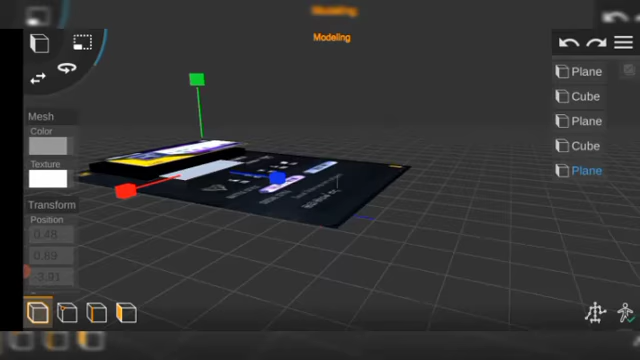 Modeling
Modeling
Mesh
Color
Texture
Transform
Position
0.48
0.89
-3.91
Plane
Cube
Plane
Cube
Plane